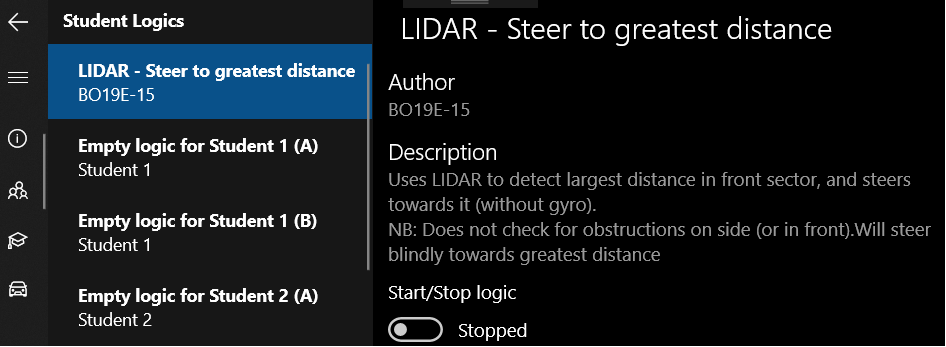 Student Logics
LIDAR - Steer to greatest distance
BO19E-15
Empty logic for Student 1 (A)
Student 1
Empty logic for Student 1 (B)
Student 1
Empty logic for Student 2 (A)
Student 2
LIDAR - Steer to greatest distance
Author
BO19E-15
Description
Uses LIDAR to detect largest distance in front sector, and steers
towards it (without gyro).
NB: Does not check for obstructions on side (or in front).Will steer
blindly towards greatest distance
Start/Stop logic
Stopped